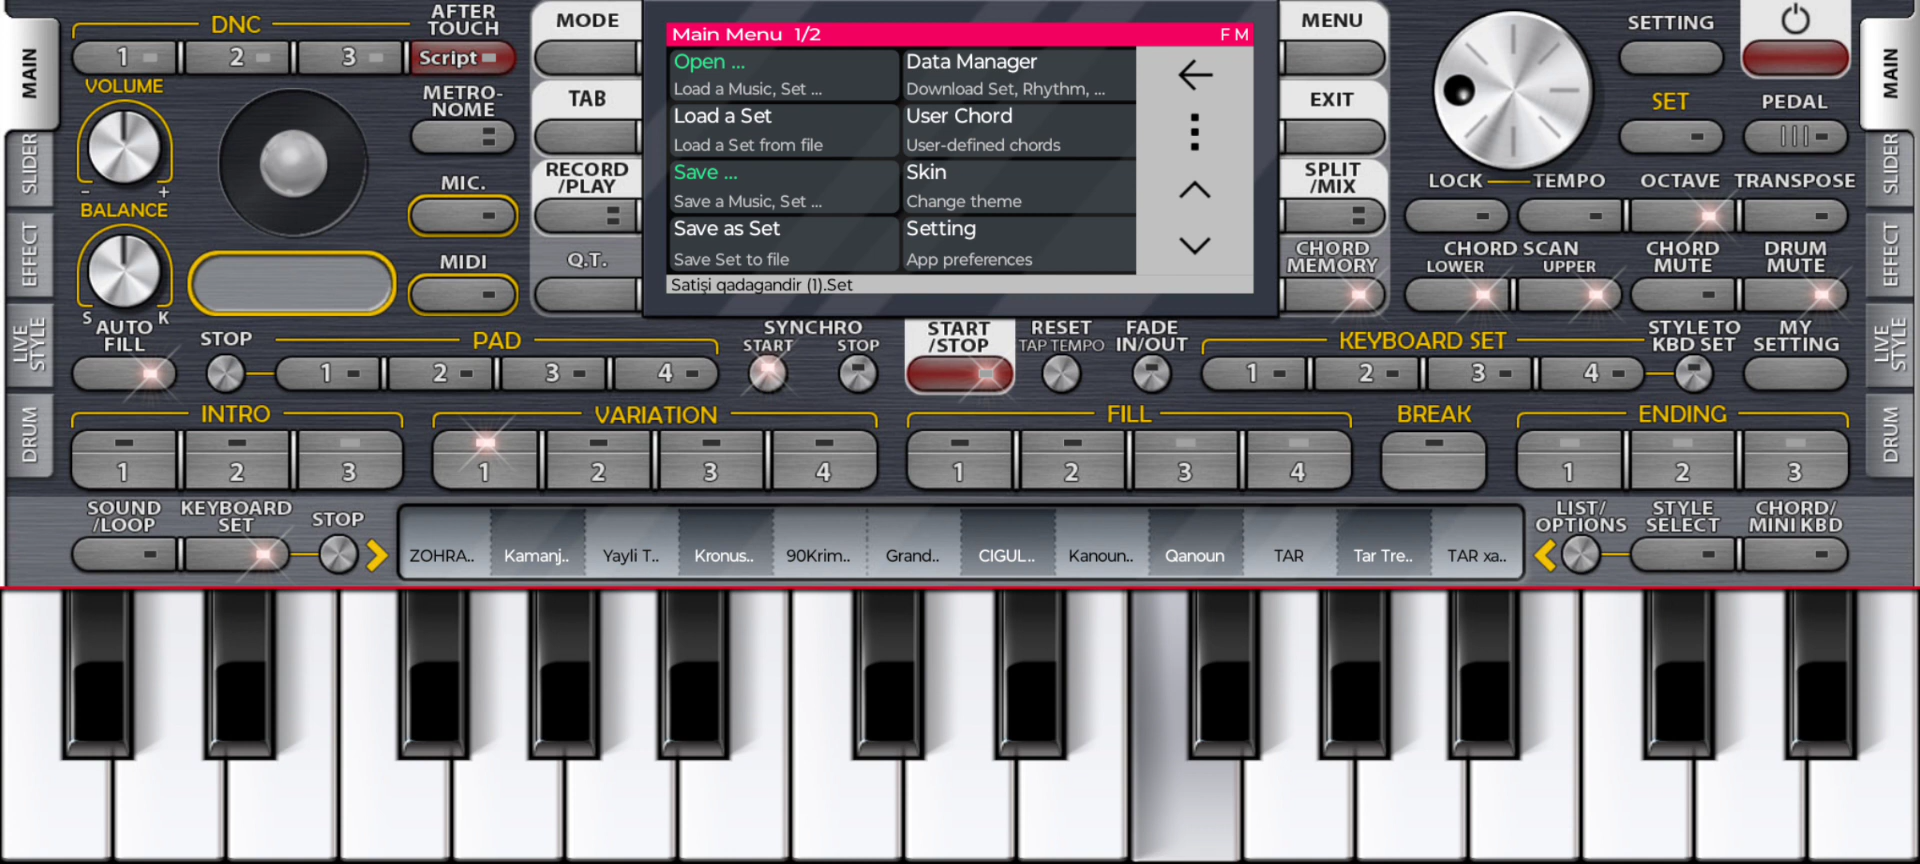 DNC
AFTER
TOUCH
1
2
3
Script
VOLUME
METRO-
NOME
- +
MIC.
BALANCE
MIDI
S K
MAIN
SLIDER
EFFECT
LIVE
STYLE
DRUM
MODE
TAB
RECORD
/PLAY
Q.T.
Main Menu 1/2
F M
Open ...
Load a Music, Set ...
Data Manager
Download Set, Rhythm, ...
Load a Set
Load a Set from file
User Chord
User-defined chords
Save ...
Save a Music, Set ...
Skin
Change theme
Save as Set
Save Set to file
Setting
App preferences
Satişi qadagandir (1).Set
MENU
EXIT
SPLIT
/MIX
CHORD
MEMORY
SETTING
SET
PEDAL
LOCK
TEMPO
OCTAVE
TRANSPOSE
CHORD SCAN
LOWER
UPPER
CHORD
MUTE
DRUM
MUTE
MAIN
SLIDER
EFFECT
LIVE
STYLE
DRUM
AUTO
FILL
STOP
PAD
1
2
3
4
SYNCHRO
START
STOP
START
/STOP
RESET
TAP TEMPO
FADE
IN/OUT
KEYBOARD SET
1
2
3
4
STYLE TO
KBD SET
MY
SETTING
INTRO
1
2
3
VARIATION
1
2
3
4
FILL
1
2
3
4
BREAK
ENDING
1
2
3
SOUND
/LOOP
KEYBOARD
SET
STOP
ZOHRA..
Kamanj..
Yayli T..
Kronus..
90Krim..
Grand..
CIGUL..
Kanoun..
Qanoun
TAR
Tar Tre..
TAR xa..
LIST/
OPTIONS
STYLE
SELECT
CHORD/
MINI KBD